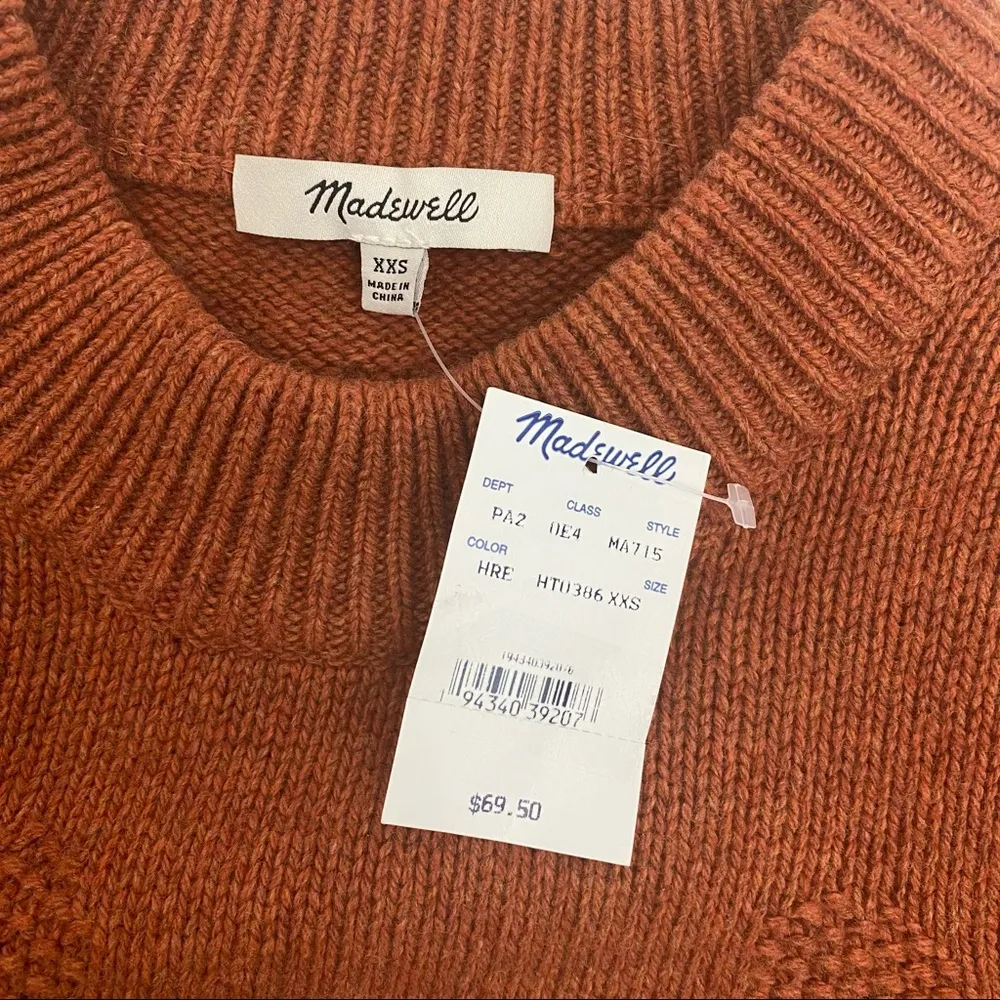 Madewell
XXS
MADE IN
CHINA
Madewell
DEPT CLASS STYLE
PA2 0E4 MA715
COLOR SIZE
HRE HT0386 XXS
194340392076
94340 39207
$69.50